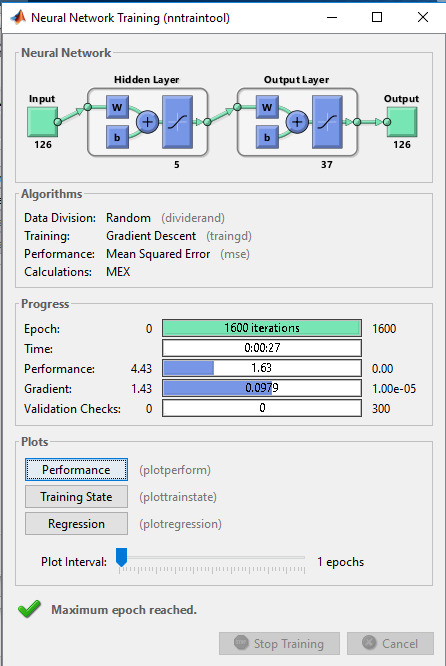 Neural Network Training (nntraintool)
Neural Network
Hidden Layer
Output Layer
Input
Output
W
W
b
b
126
5
37
126
Algorithms
Data Division: Random (dividerand)
Training: Gradient Descent (traingd)
Performance: Mean Squared Error (mse)
Calculations: MEX
Progress
Epoch: 0 1600 iterations 1600
Time: 0:00:27
Performance: 4.43 1.63 0.00
Gradient: 1.43 0.0979 1.00e-05
Validation Checks: 0 0 300
Plots
Performance (plotperform)
Training State (plottrainstate)
Regression (plotregression)
Plot Interval: 1 epochs
Maximum epoch reached.
Stop Training Cancel